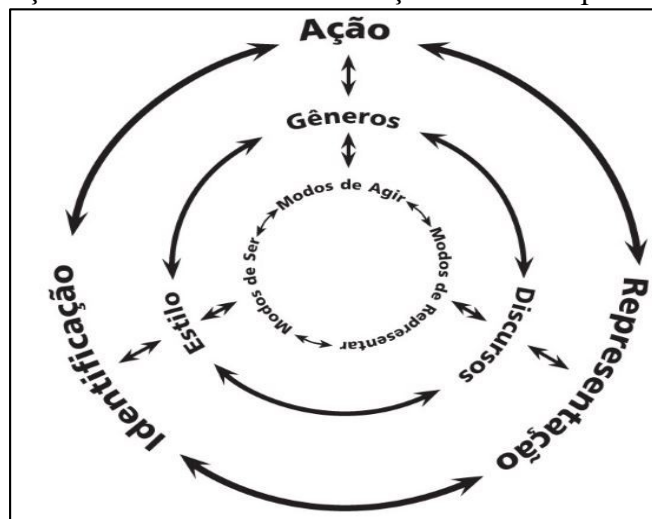 Ação
Gêneros
Modos de Agir
Modos de Ser
Modos de Representar
Estilo
Discursos
Identificação
Representação